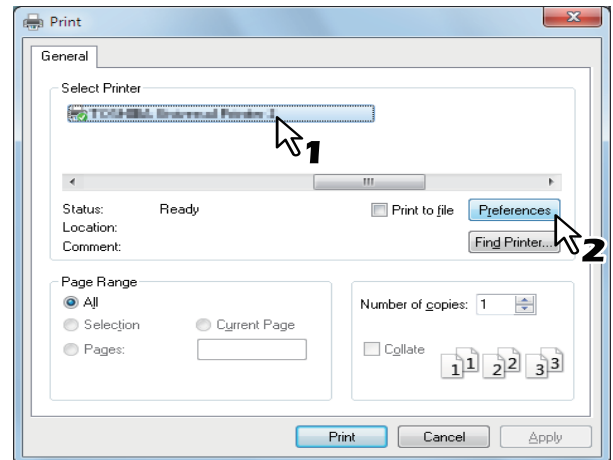 Print
General
Select Printer
1
Status: Ready
Print to file
Preferences
Location:
Comment:
Find Printer...
2
Page Range
All
Selection
Current Page
Pages:
Number of copies: 1
Collate
1 1 2 2 3 3
Print
Cancel
Apply